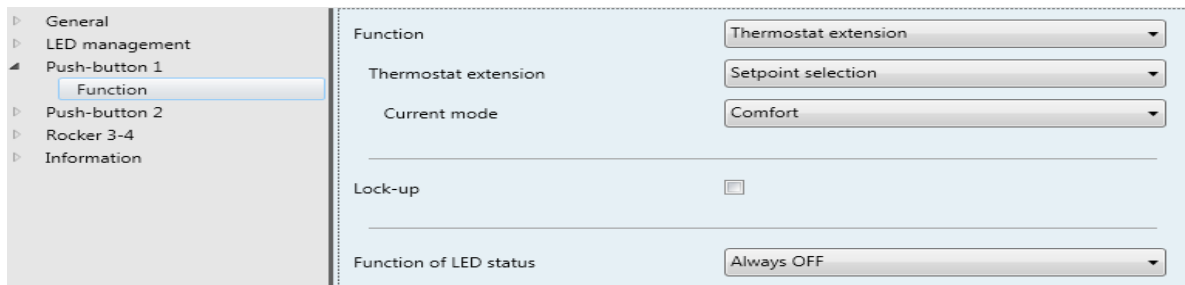 General
LED management
Push-button 1
Function
Push-button 2
Rocker 3-4
Information
Function Thermostat extension
Thermostat extension Setpoint selection
Current mode Comfort
Lock-up
Function of LED status Always OFF